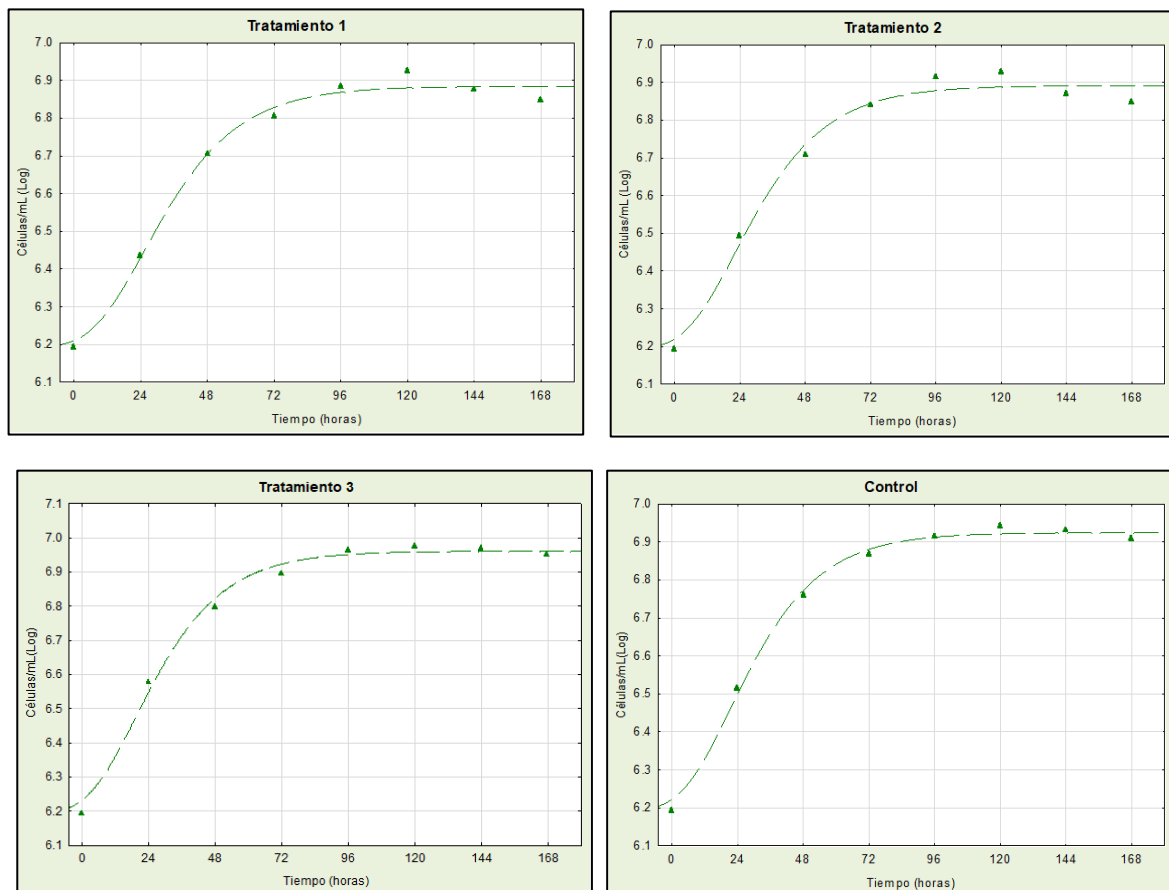 Tratamiento 1
7.0
6.9
6.8
6.7
6.6
6.5
6.4
6.3
6.2
6.1
Células/mL (Log)
0 24 48 72 96 120 144 168
Tiempo (horas)
Tratamiento 2
7.0
6.9
6.8
6.7
6.6
6.5
6.4
6.3
6.2
6.1
Células/mL (Log)
0 24 48 72 96 120 144 168
Tiempo (horas)
Tratamiento 3
7.1
7.0
6.9
6.8
6.7
6.6
6.5
6.4
6.3
6.2
6.1
Células/mL(Log)
0 24 48 72 96 120 144 168
Tiempo (horas)
Control
7.0
6.9
6.8
6.7
6.6
6.5
6.4
6.3
6.2
6.1
Células/mL(Log)
0 24 48 72 96 120 144 168
Tiempo (horas)